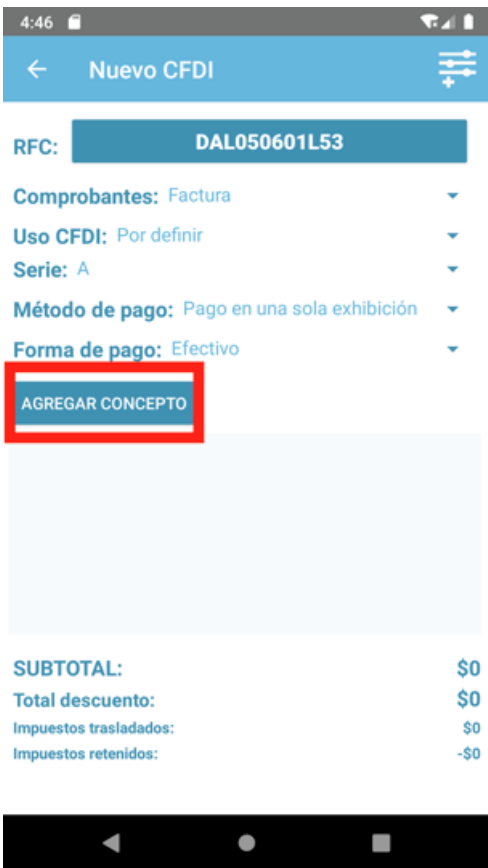 4:46
Nuevo CFDI
RFC: DAL050601L53
Comprobantes: Factura
Uso CFDI: Por definir
Serie: A
Método de pago: Pago en una sola exhibición
Forma de pago: Efectivo
AGREGAR CONCEPTO
SUBTOTAL: $0
Total descuento: $0
Impuestos trasladados: $0
Impuestos retenidos: -$0